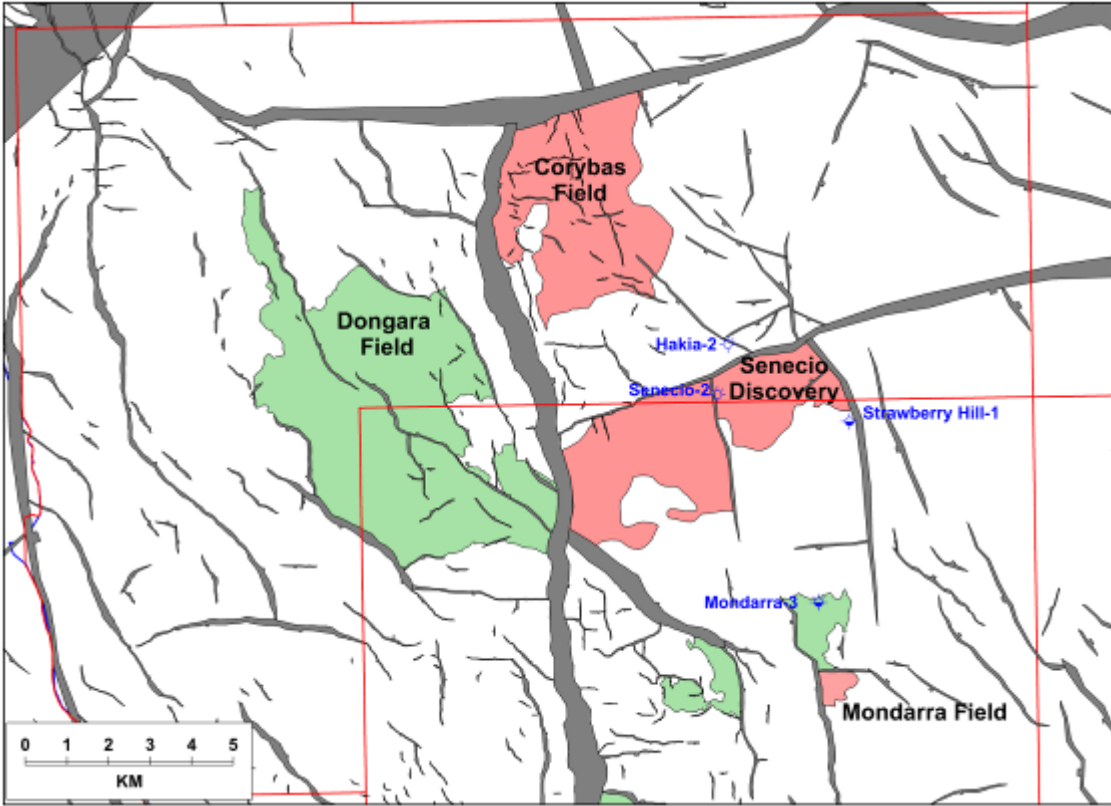 Corybas
Field
Dongara
Field
Hakia-2
Senecio
Discovery
Senecio-2
Strawberry Hill-1
Mondarra-3
Mondarra Field
0 1 2 3 4 5
KM